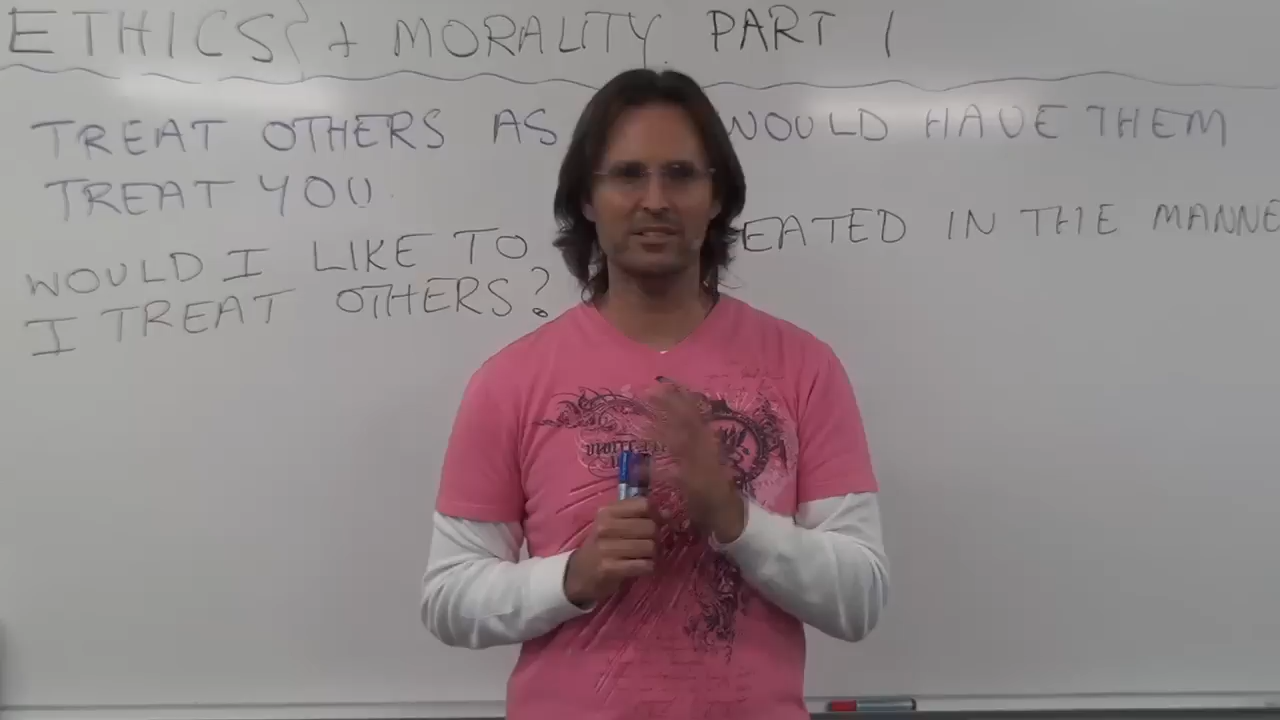 ETHICS} + MORALITY PART 1
TREAT OTHERS AS WOULD HAVE THEM
TREAT YOU.
WOULD I LIKE TO EATED IN THE MANNE
I TREAT OTHERS?